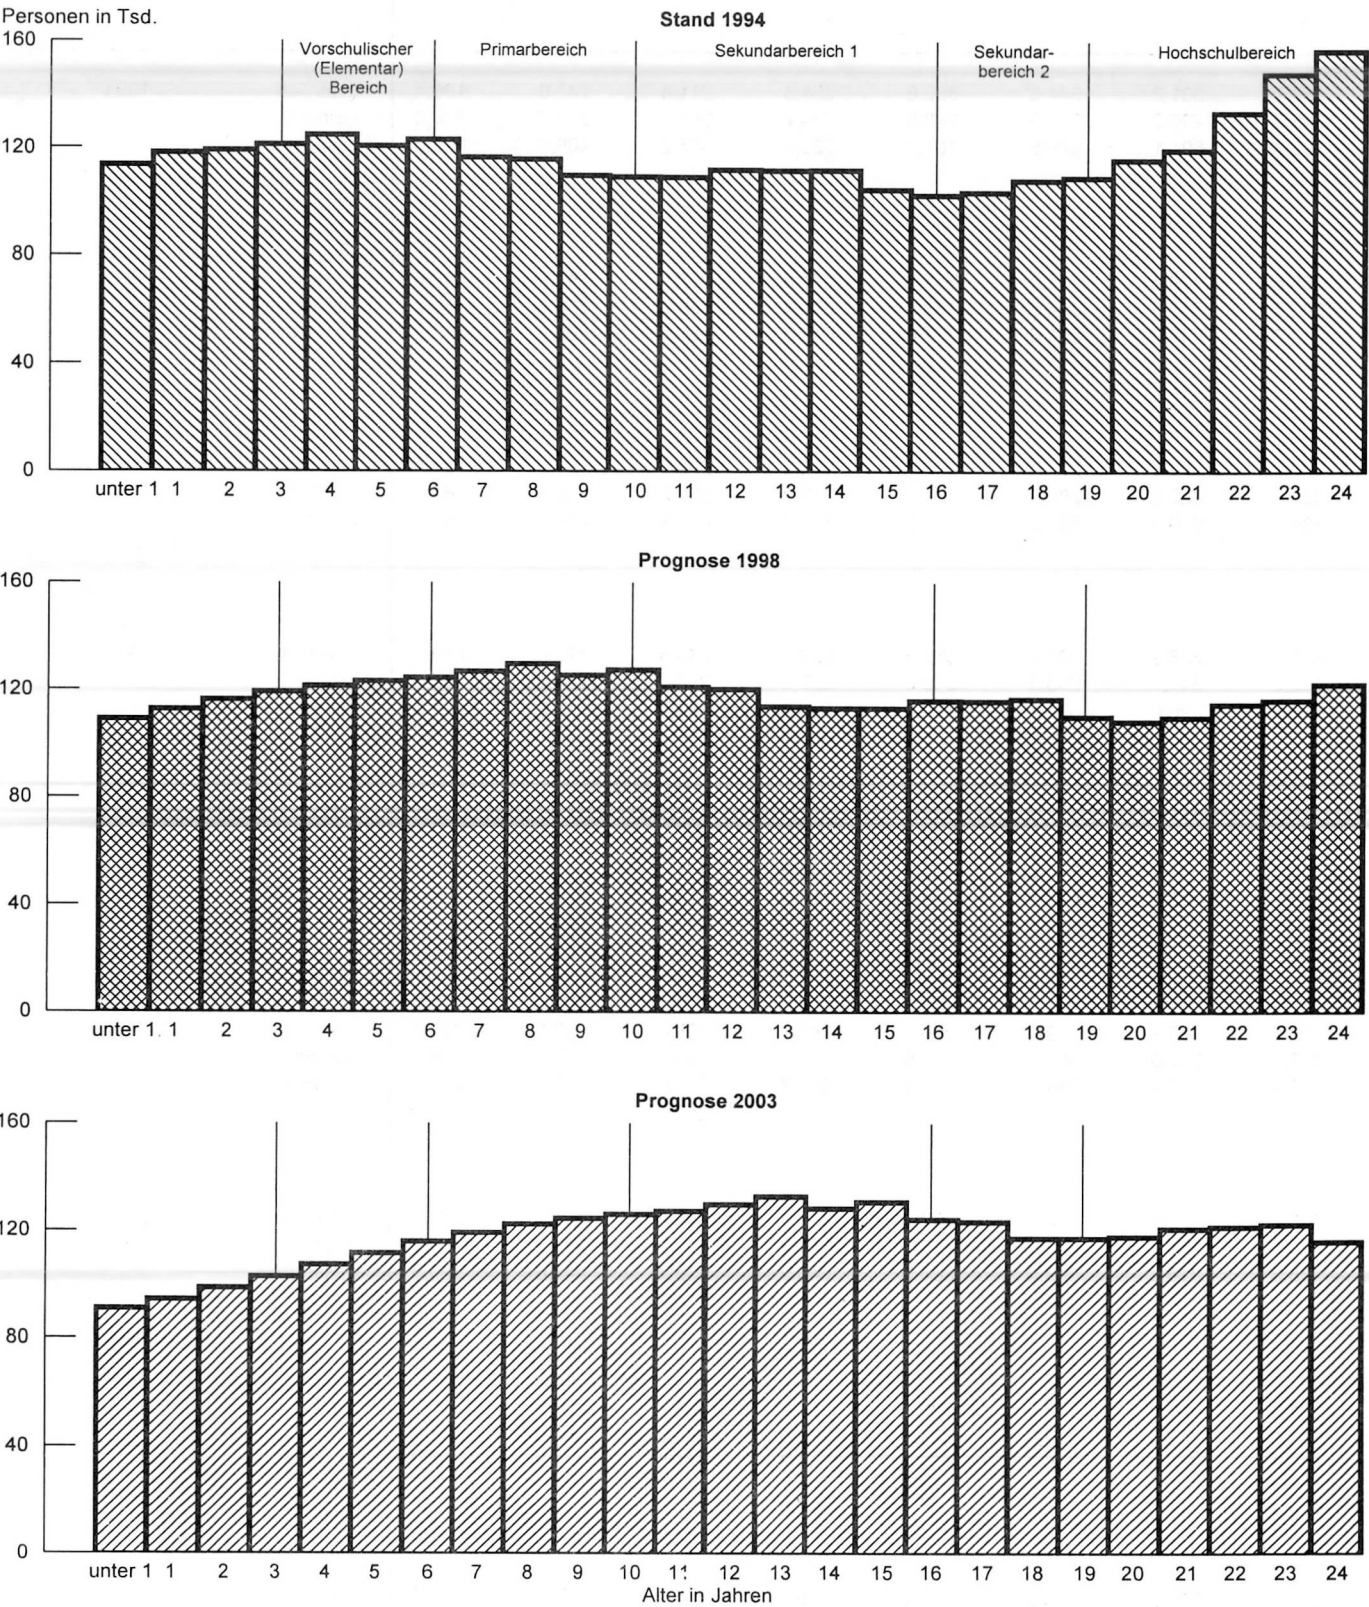 Personen in Tsd.
Stand 1994
160
Vorschulischer
(Elementar)
Bereich
Primarbereich
Sekundarbereich 1
Sekundar-
bereich 2
Hochschulbereich
120
80
40
0
unter 1 1 2 3 4 5 6 7 8 9 10 11 12 13 14 15 16 17 18 19 20 21 22 23 24
Prognose 1998
160
120
80
40
0
unter 1 1 2 3 4 5 6 7 8 9 10 11 12 13 14 15 16 17 18 19 20 21 22 23 24
Prognose 2003
160
120
80
40
0
unter 1 1 2 3 4 5 6 7 8 9 10 11 12 13 14 15 16 17 18 19 20 21 22 23 24
Alter in Jahren